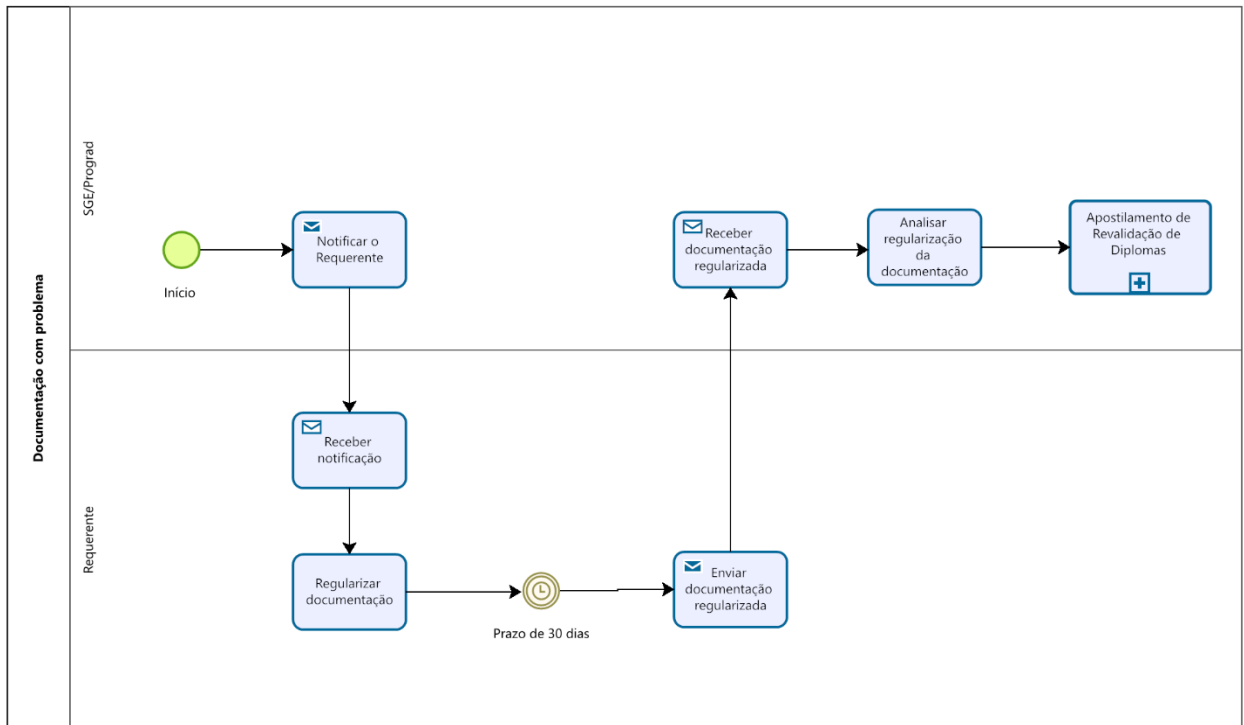 Documentação com problema
SGE/Prograd
Início
Notificar o
Requerente
Receber
documentação
regularizada
Analisar
regularização
da
documentação
Apostilamento de
Revalidação de
Diplomas
Requerente
Receber
notificação
Regularizar
documentação
Prazo de 30 dias
Enviar
documentação
regularizada